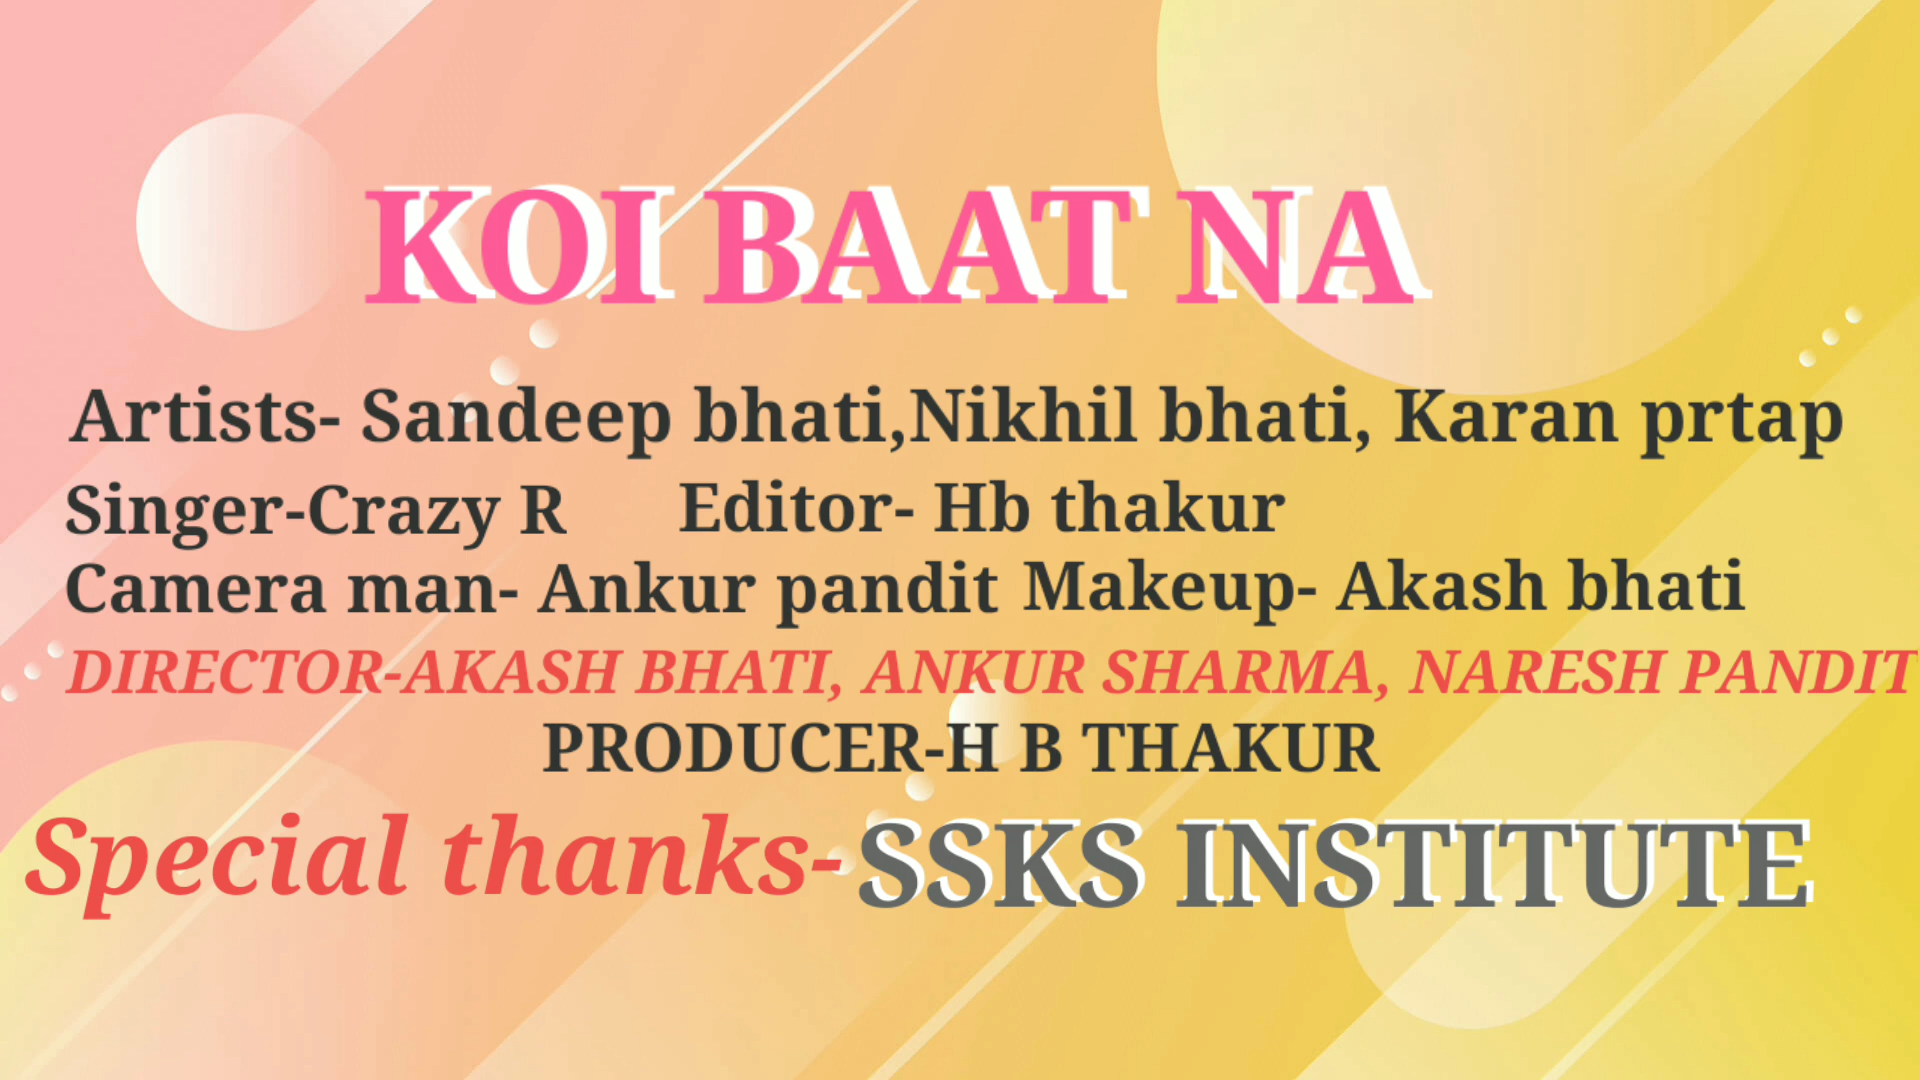 KOI BAAT NA
Artists- Sandeep bhati,Nikhil bhati, Karan prtap
Singer-Crazy R Editor- Hb thakur
Camera man- Ankur pandit Makeup- Akash bhati
DIRECTOR-AKASH BHATI, ANKUR SHARMA, NARESH PANDIT
PRODUCER-H B THAKUR
Special thanks- SSKS INSTITUTE